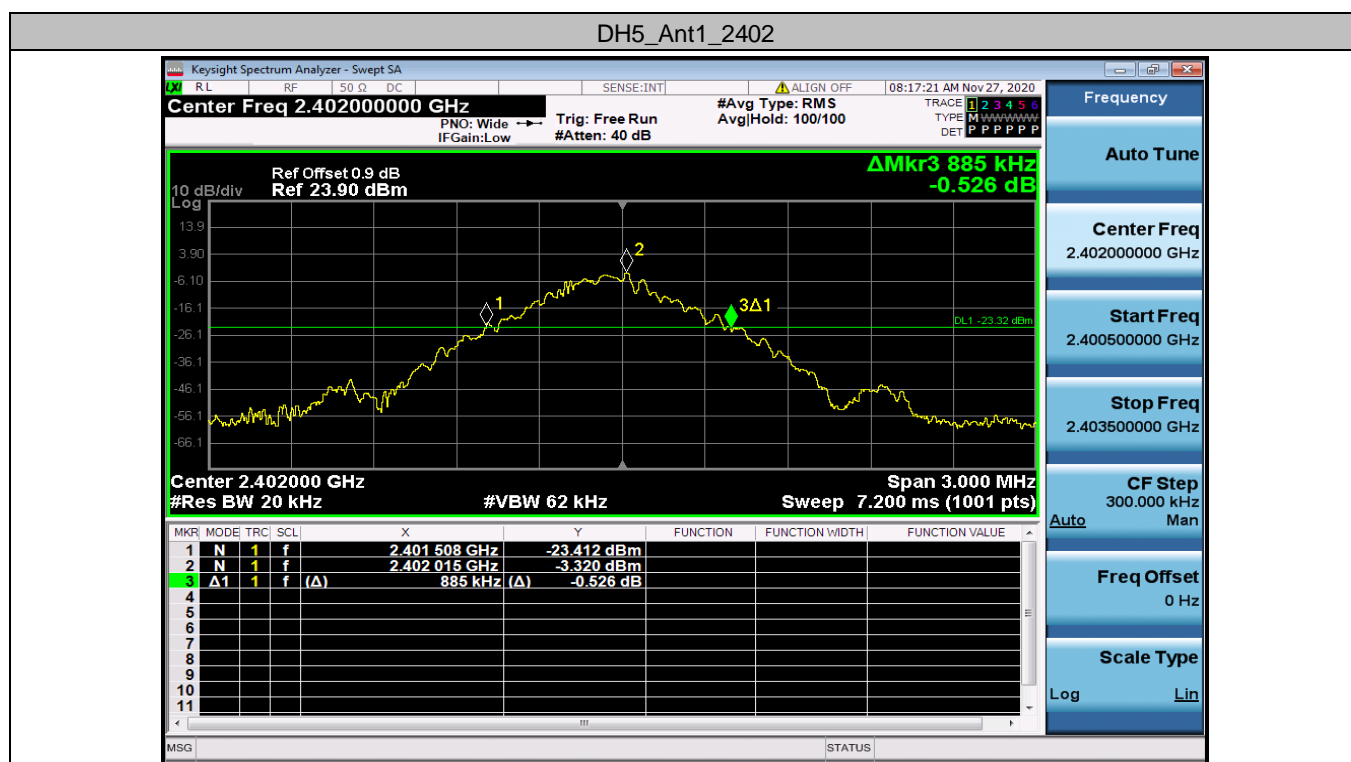 DH5_Ant1_2402
Keysight Spectrum Analyzer - Swept SA
LXI RL RF 50 Ω DC SENSE:INT ALIGN OFF 08:17:21 AM Nov 27, 2020
Center Freq 2.402000000 GHz #Avg Type: RMS TRACE 1 2 3 4 5 6
PNO: Wide Trig: Free Run Avg|Hold: 100/100 TYPE M WWWWW
IFGain:Low #Atten: 40 dB DET P P P P P P
ΔMkr3 885 kHz
-0.526 dB
Ref Offset 0.9 dB
10 dB/div Ref 23.90 dBm
Log
13.9
3.90
-6.10
-16.1
-26.1
-36.1
-46.1
-56.1
-66.1
1
2
3Δ1
DL1 -23.32 dBm
Center 2.402000 GHz Span 3.000 MHz
#Res BW 20 kHz #VBW 62 kHz Sweep 7.200 ms (1001 pts)
MKR MODE TRC SCL X Y FUNCTION FUNCTION WIDTH FUNCTION VALUE
1 N 1 f 2.401 508 GHz -23.412 dBm
2 N 1 f 2.402 015 GHz -3.320 dBm
3 Δ1 1 f (Δ) 885 kHz (Δ) -0.526 dB
4
5
6
7
8
9
10
11
MSG STATUS
Frequency
Auto Tune
Center Freq
2.402000000 GHz
Start Freq
2.400500000 GHz
Stop Freq
2.403500000 GHz
CF Step
300.000 kHz
Auto Man
Freq Offset
0 Hz
Scale Type
Log Lin